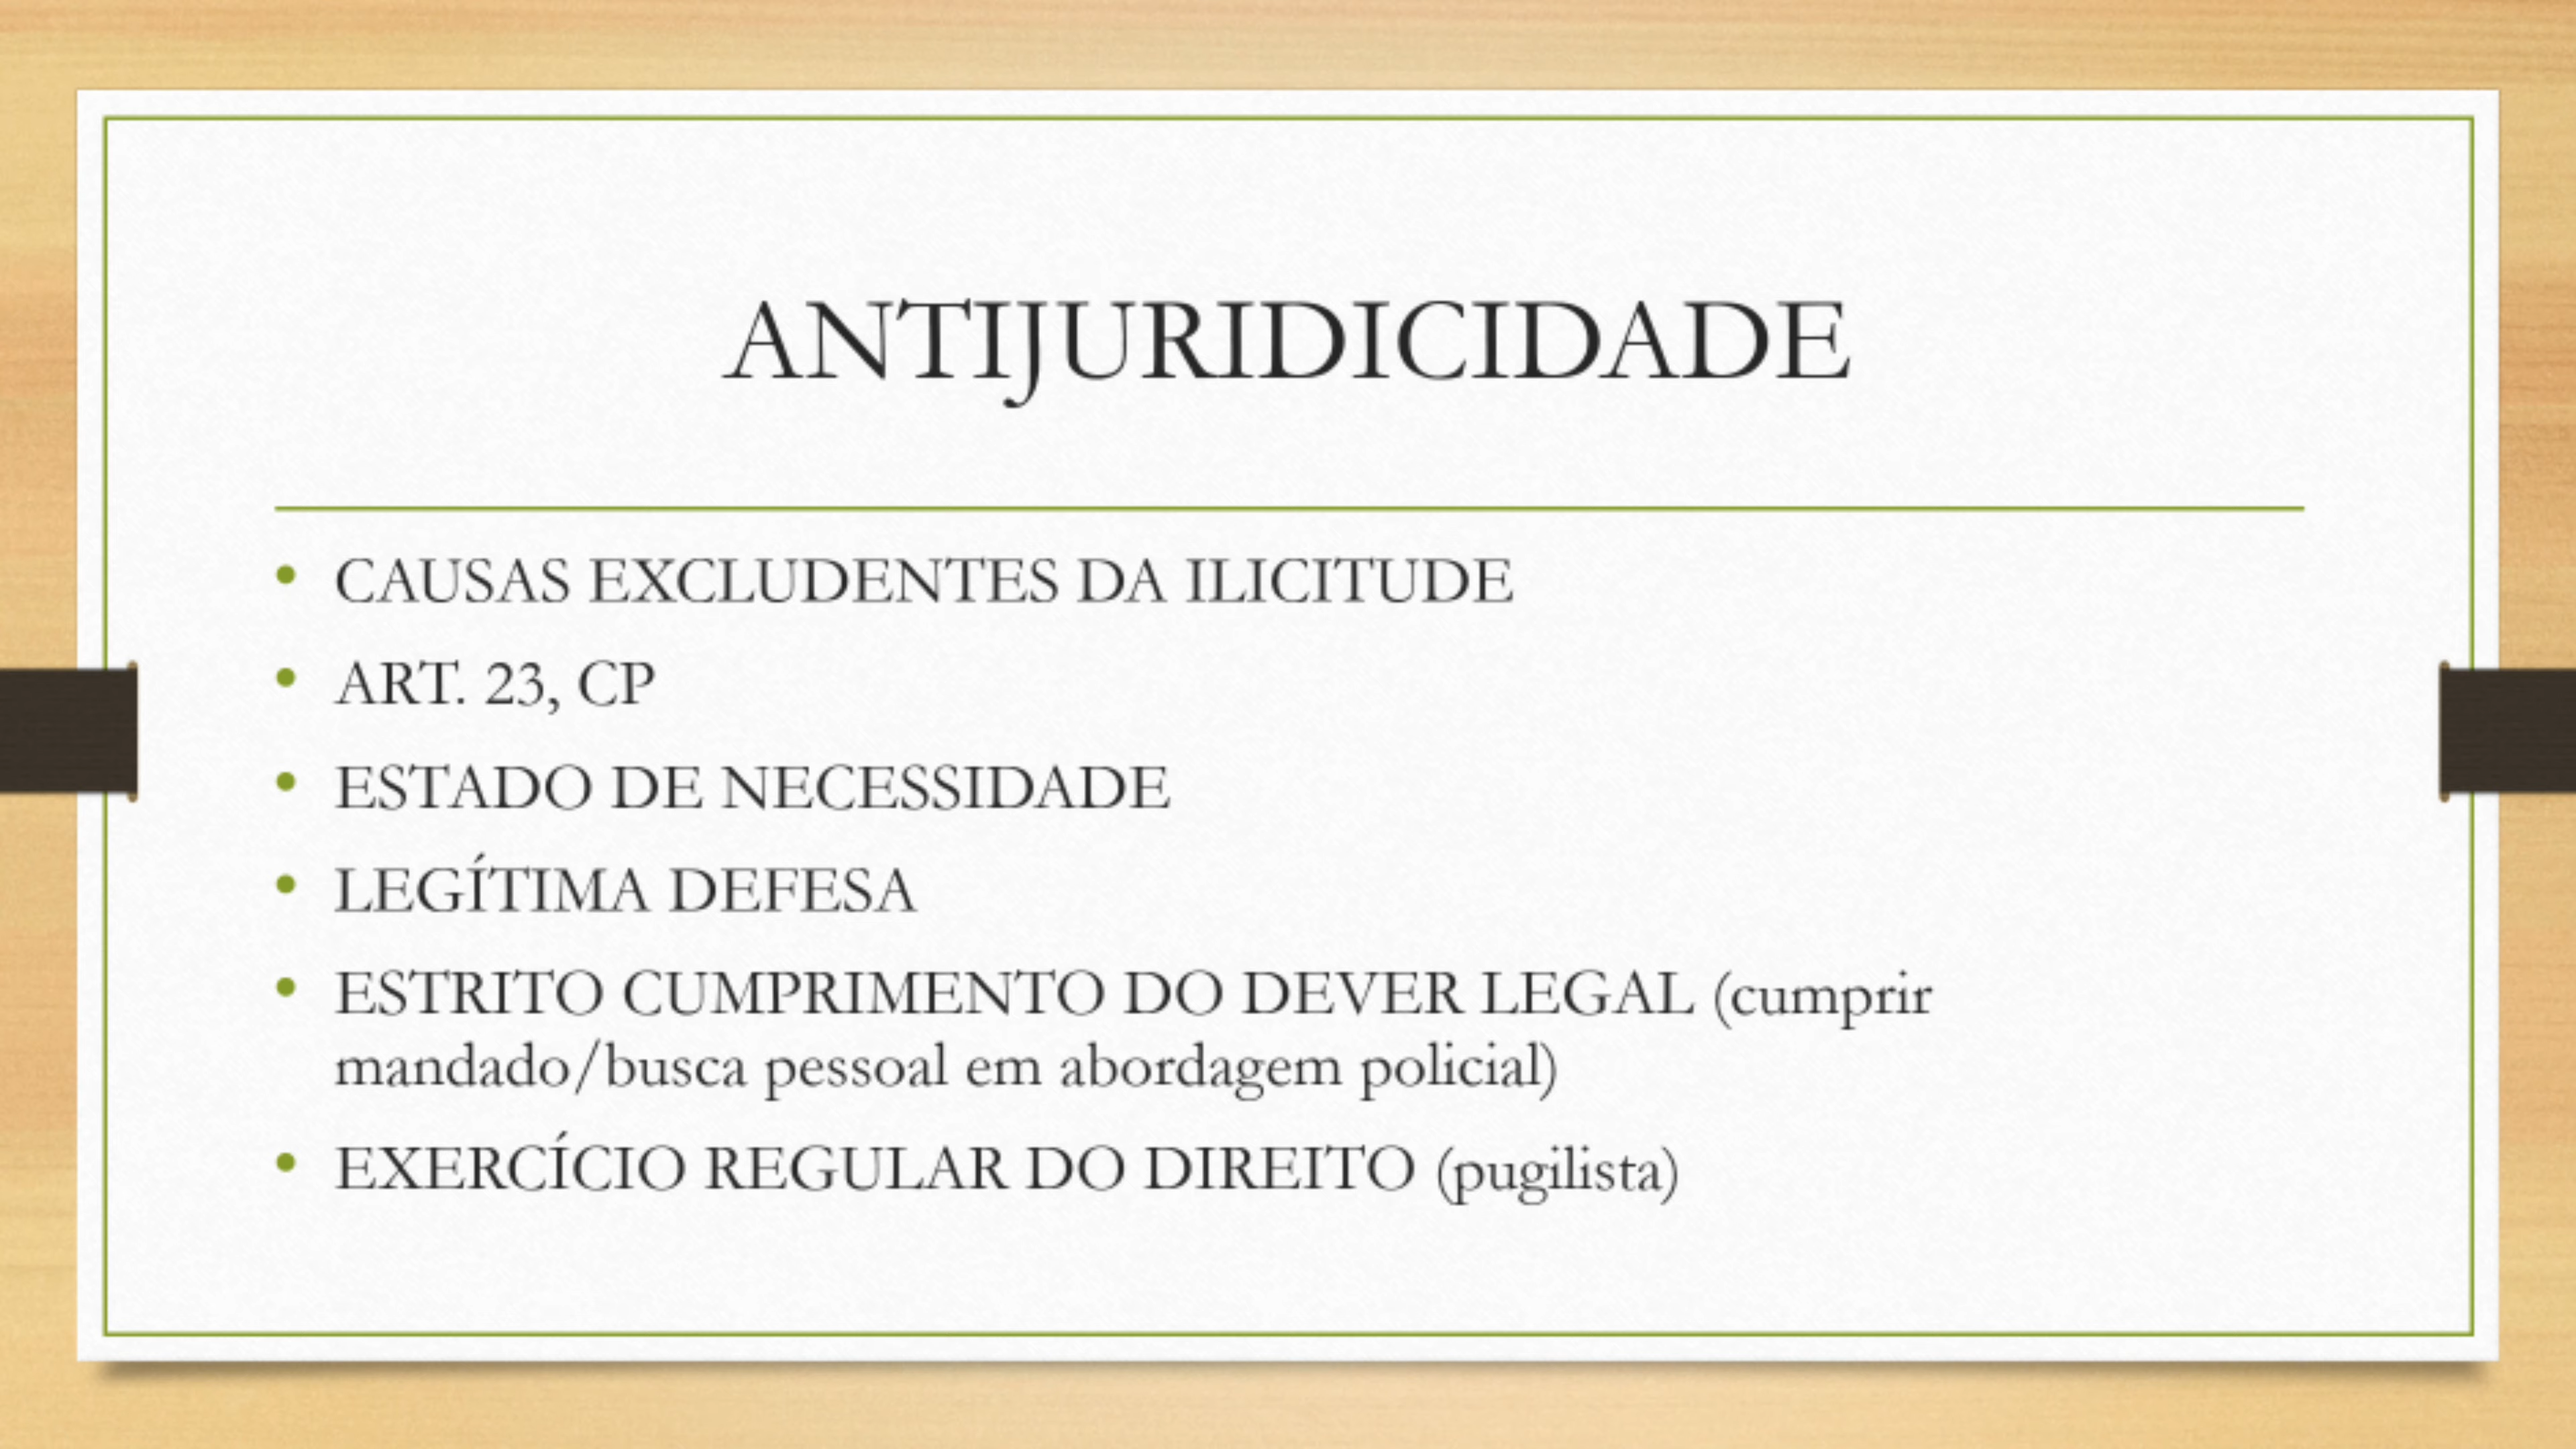 ANTIJURIDICIDADE
• CAUSAS EXCLUDENTES DA ILICITUDE
• ART. 23, CP
• ESTADO DE NECESSIDADE
• LEGÍTIMA DEFESA
• ESTRITO CUMPRIMENTO DO DEVER LEGAL (cumprir
mandado/busca pessoal em abordagem policial)
• EXERCÍCIO REGULAR DO DIREITO (pugilista)